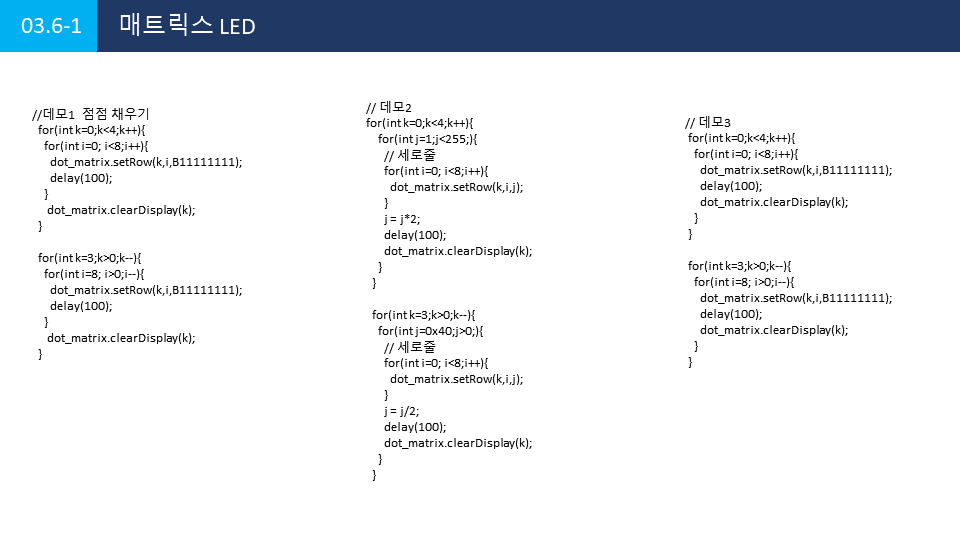 03.6-1 매트릭스 LED
//데모1 점점 채우기
for(int k=0;k<4;k++){
for(int i=0; i<8;i++){
dot_matrix.setRow(k,i,B11111111);
delay(100);
}
dot_matrix.clearDisplay(k);
}
for(int k=3;k>0;k--){
for(int i=8; i>0;i--){
dot_matrix.setRow(k,i,B11111111);
delay(100);
}
dot_matrix.clearDisplay(k);
}
// 데모2
for(int k=0;k<4;k++){
for(int j=1;j<255;){
// 세로줄
for(int i=0; i<8;i++){
dot_matrix.setRow(k,i,j);
}
j = j*2;
delay(100);
dot_matrix.clearDisplay(k);
}
}
for(int k=3;k>0;k--){
for(int j=0x40;j>0;){
// 세로줄
for(int i=0; i<8;i++){
dot_matrix.setRow(k,i,j);
}
j = j/2;
delay(100);
dot_matrix.clearDisplay(k);
}
}
// 데모3
for(int k=0;k<4;k++){
for(int i=0; i<8;i++){
dot_matrix.setRow(k,i,B11111111);
delay(100);
dot_matrix.clearDisplay(k);
}
}
for(int k=3;k>0;k--){
for(int i=8; i>0;i--){
dot_matrix.setRow(k,i,B11111111);
delay(100);
dot_matrix.clearDisplay(k);
}
}